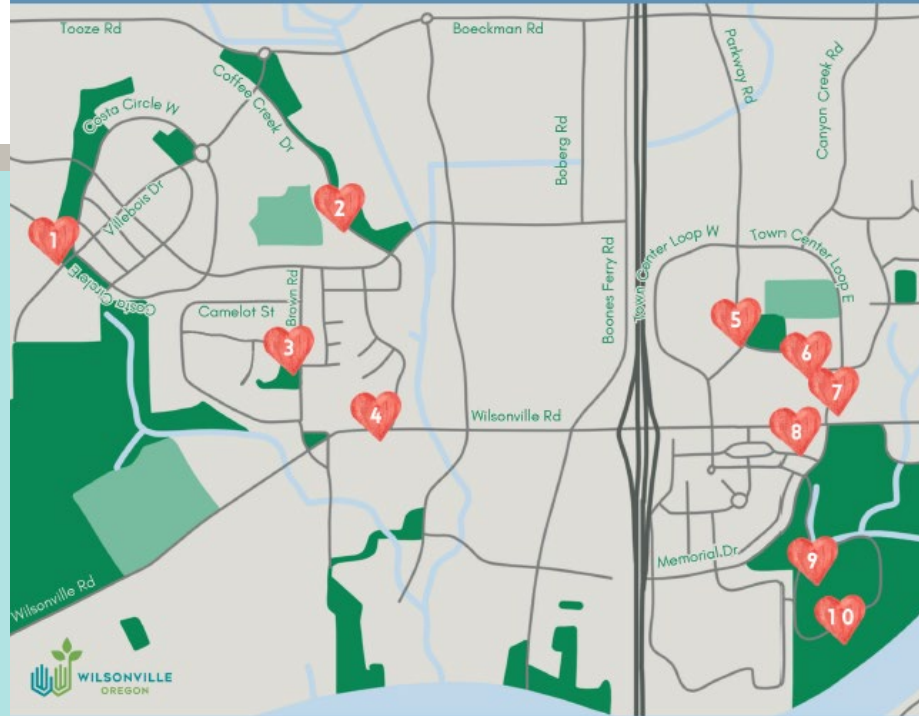 Tooze Rd
Boeckman Rd
Parkway Rd
Canyon Creek Rd
Coffee Creek Dr
Costa Circle W
Boberg Rd
Villebois Dr
2
1
Town Center Loop W
Town Center Loop E
Boones Ferry Rd
Costa Circle E
Brown Rd
Camelot St
5
3
6
7
4
Wilsonville Rd
8
Memorial Dr
9
Wilsonville Rd
10
WILSONVILLE
OREGON